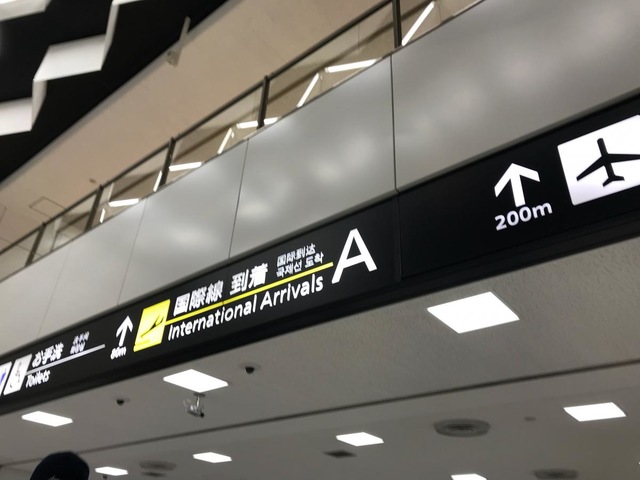 お手洗
Toilets
80m
国際線 到着
国际到达
국제선 도착
International Arrivals
A
200m